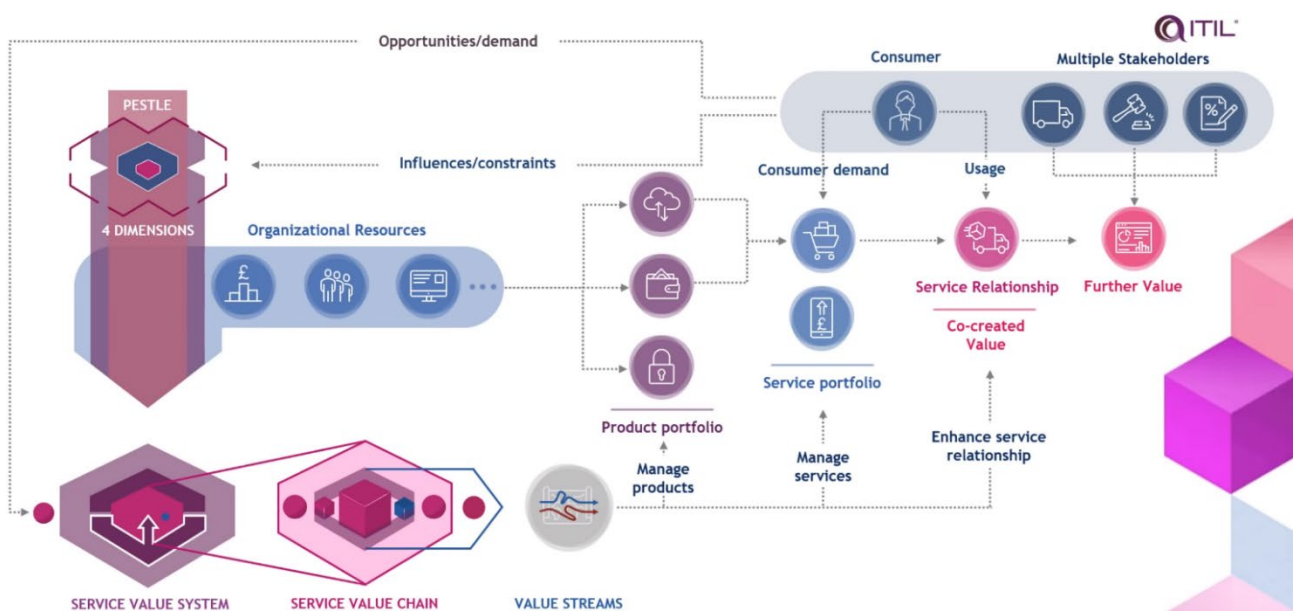 ITIL®
Opportunities/demand
Consumer
Multiple Stakeholders
PESTLE
%
Influences/constraints
Consumer demand
Usage
4 DIMENSIONS
Organizational Resources
£
Service Relationship
Further Value
£
Co-created
Value
Service portfolio
Product portfolio
Manage
products
Manage
services
Enhance service
relationship
SERVICE VALUE SYSTEM
SERVICE VALUE CHAIN
VALUE STREAMS